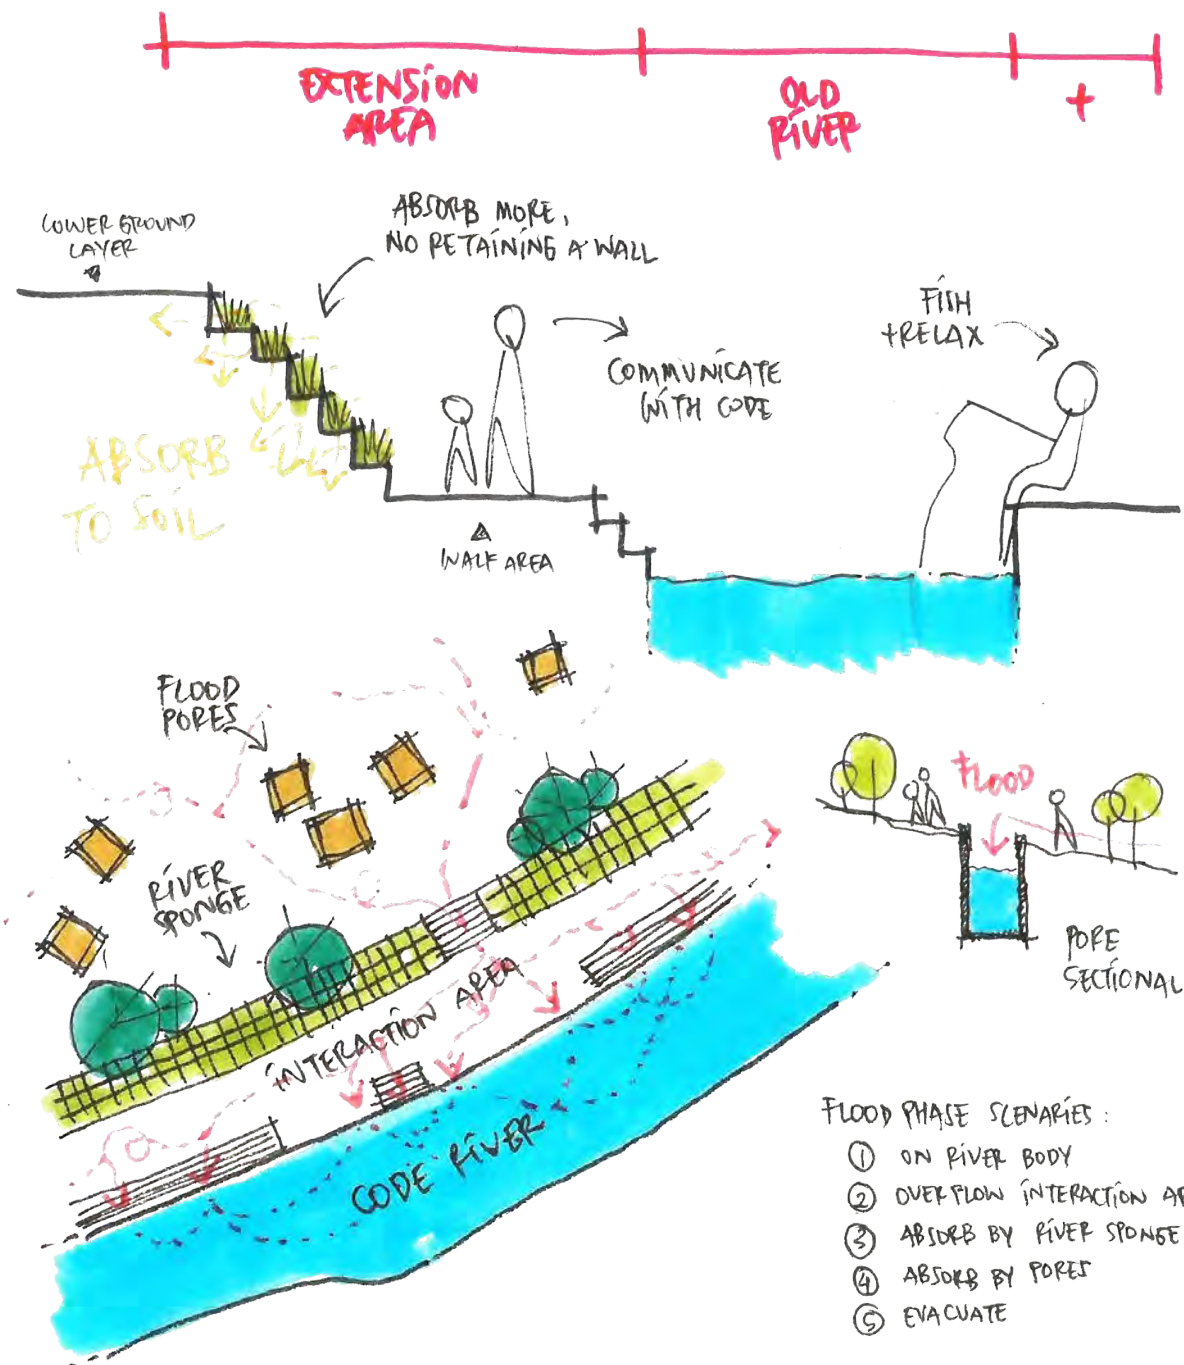 EXTENSION
AREA
OLD
RIVER
+
LOWER GROUND
LAYER
ABSORB MORE,
NO RETAINING A WALL
FISH
+RELAX
COMMUNICATE
WITH CODE
ABSORB
TO SOIL
WALK AREA
FLOOD
PORES
RIVER
SPONGE
INTERACTION AREA
CODE RIVER
FLOOD
PORE
SECTIONAL
FLOOD PHASE SCENARIES:
1 ON RIVER BODY
2 OVERFLOW INTERACTION AR
3 ABSORB BY RIVER SPONGE
4 ABSORB BY PORES
5 EVACUATE